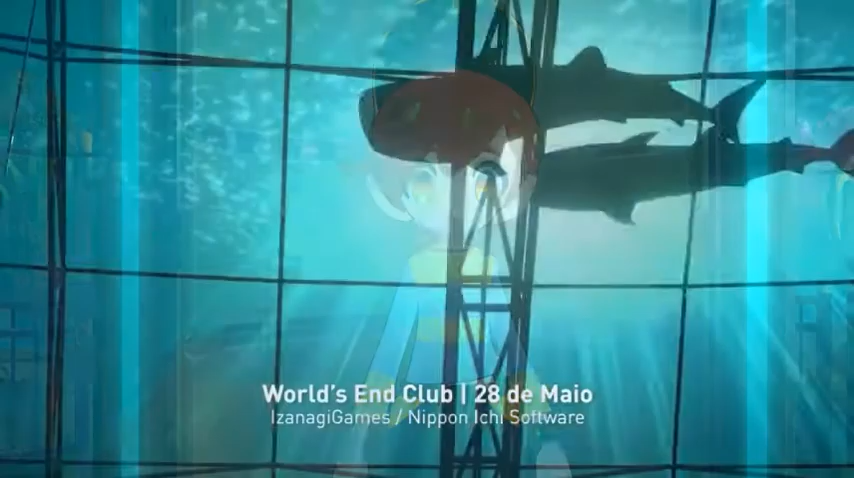 World's End Club | 28 de Maio
IzanagiGames / Nippon Ichi Software